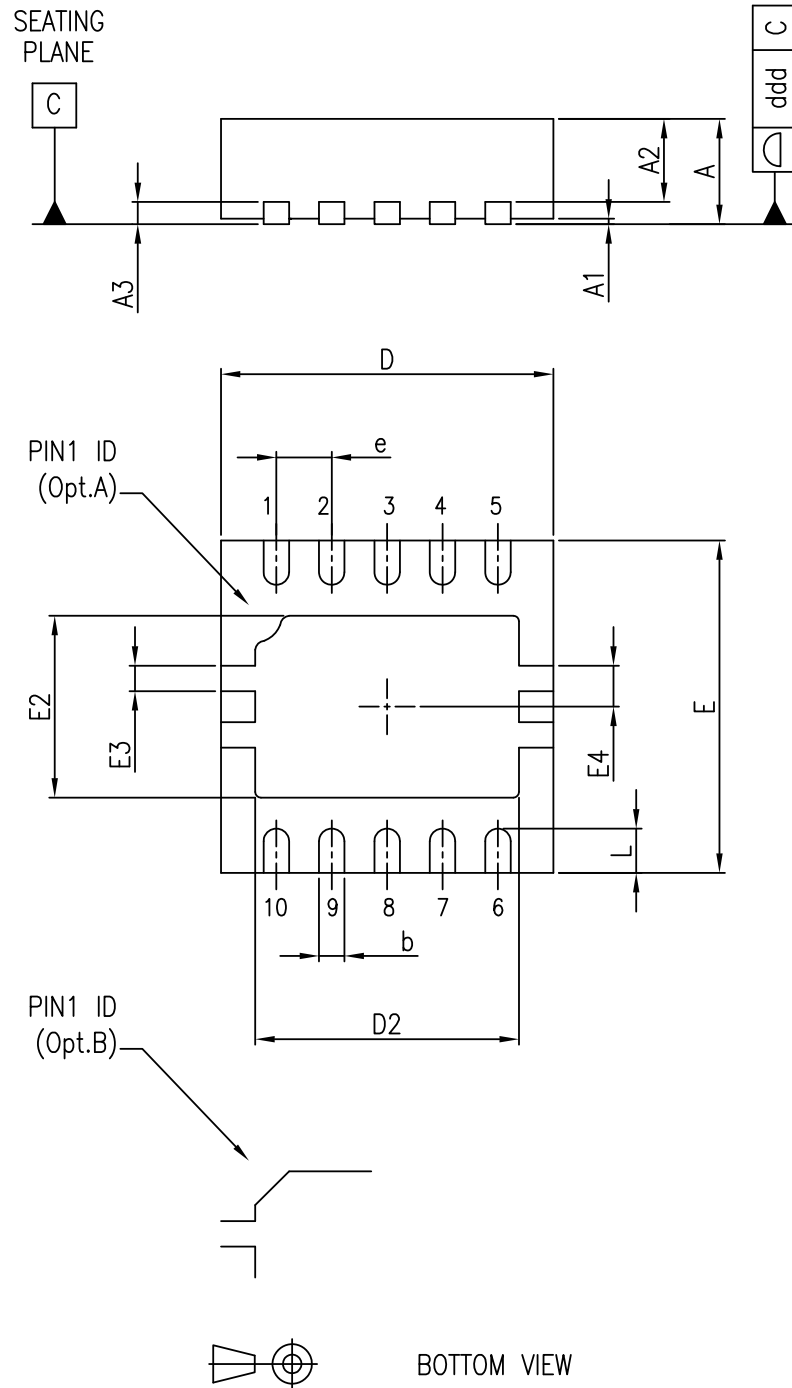 SEATING
PLANE
C
C
ddd
A2
A
A3
A1
D
PIN1 ID
(Opt.A)
e
1 2 3 4 5
E2
E3
E4
E
L
10 9 8 7 6
b
PIN1 ID
(Opt.B)
D2
BOTTOM VIEW